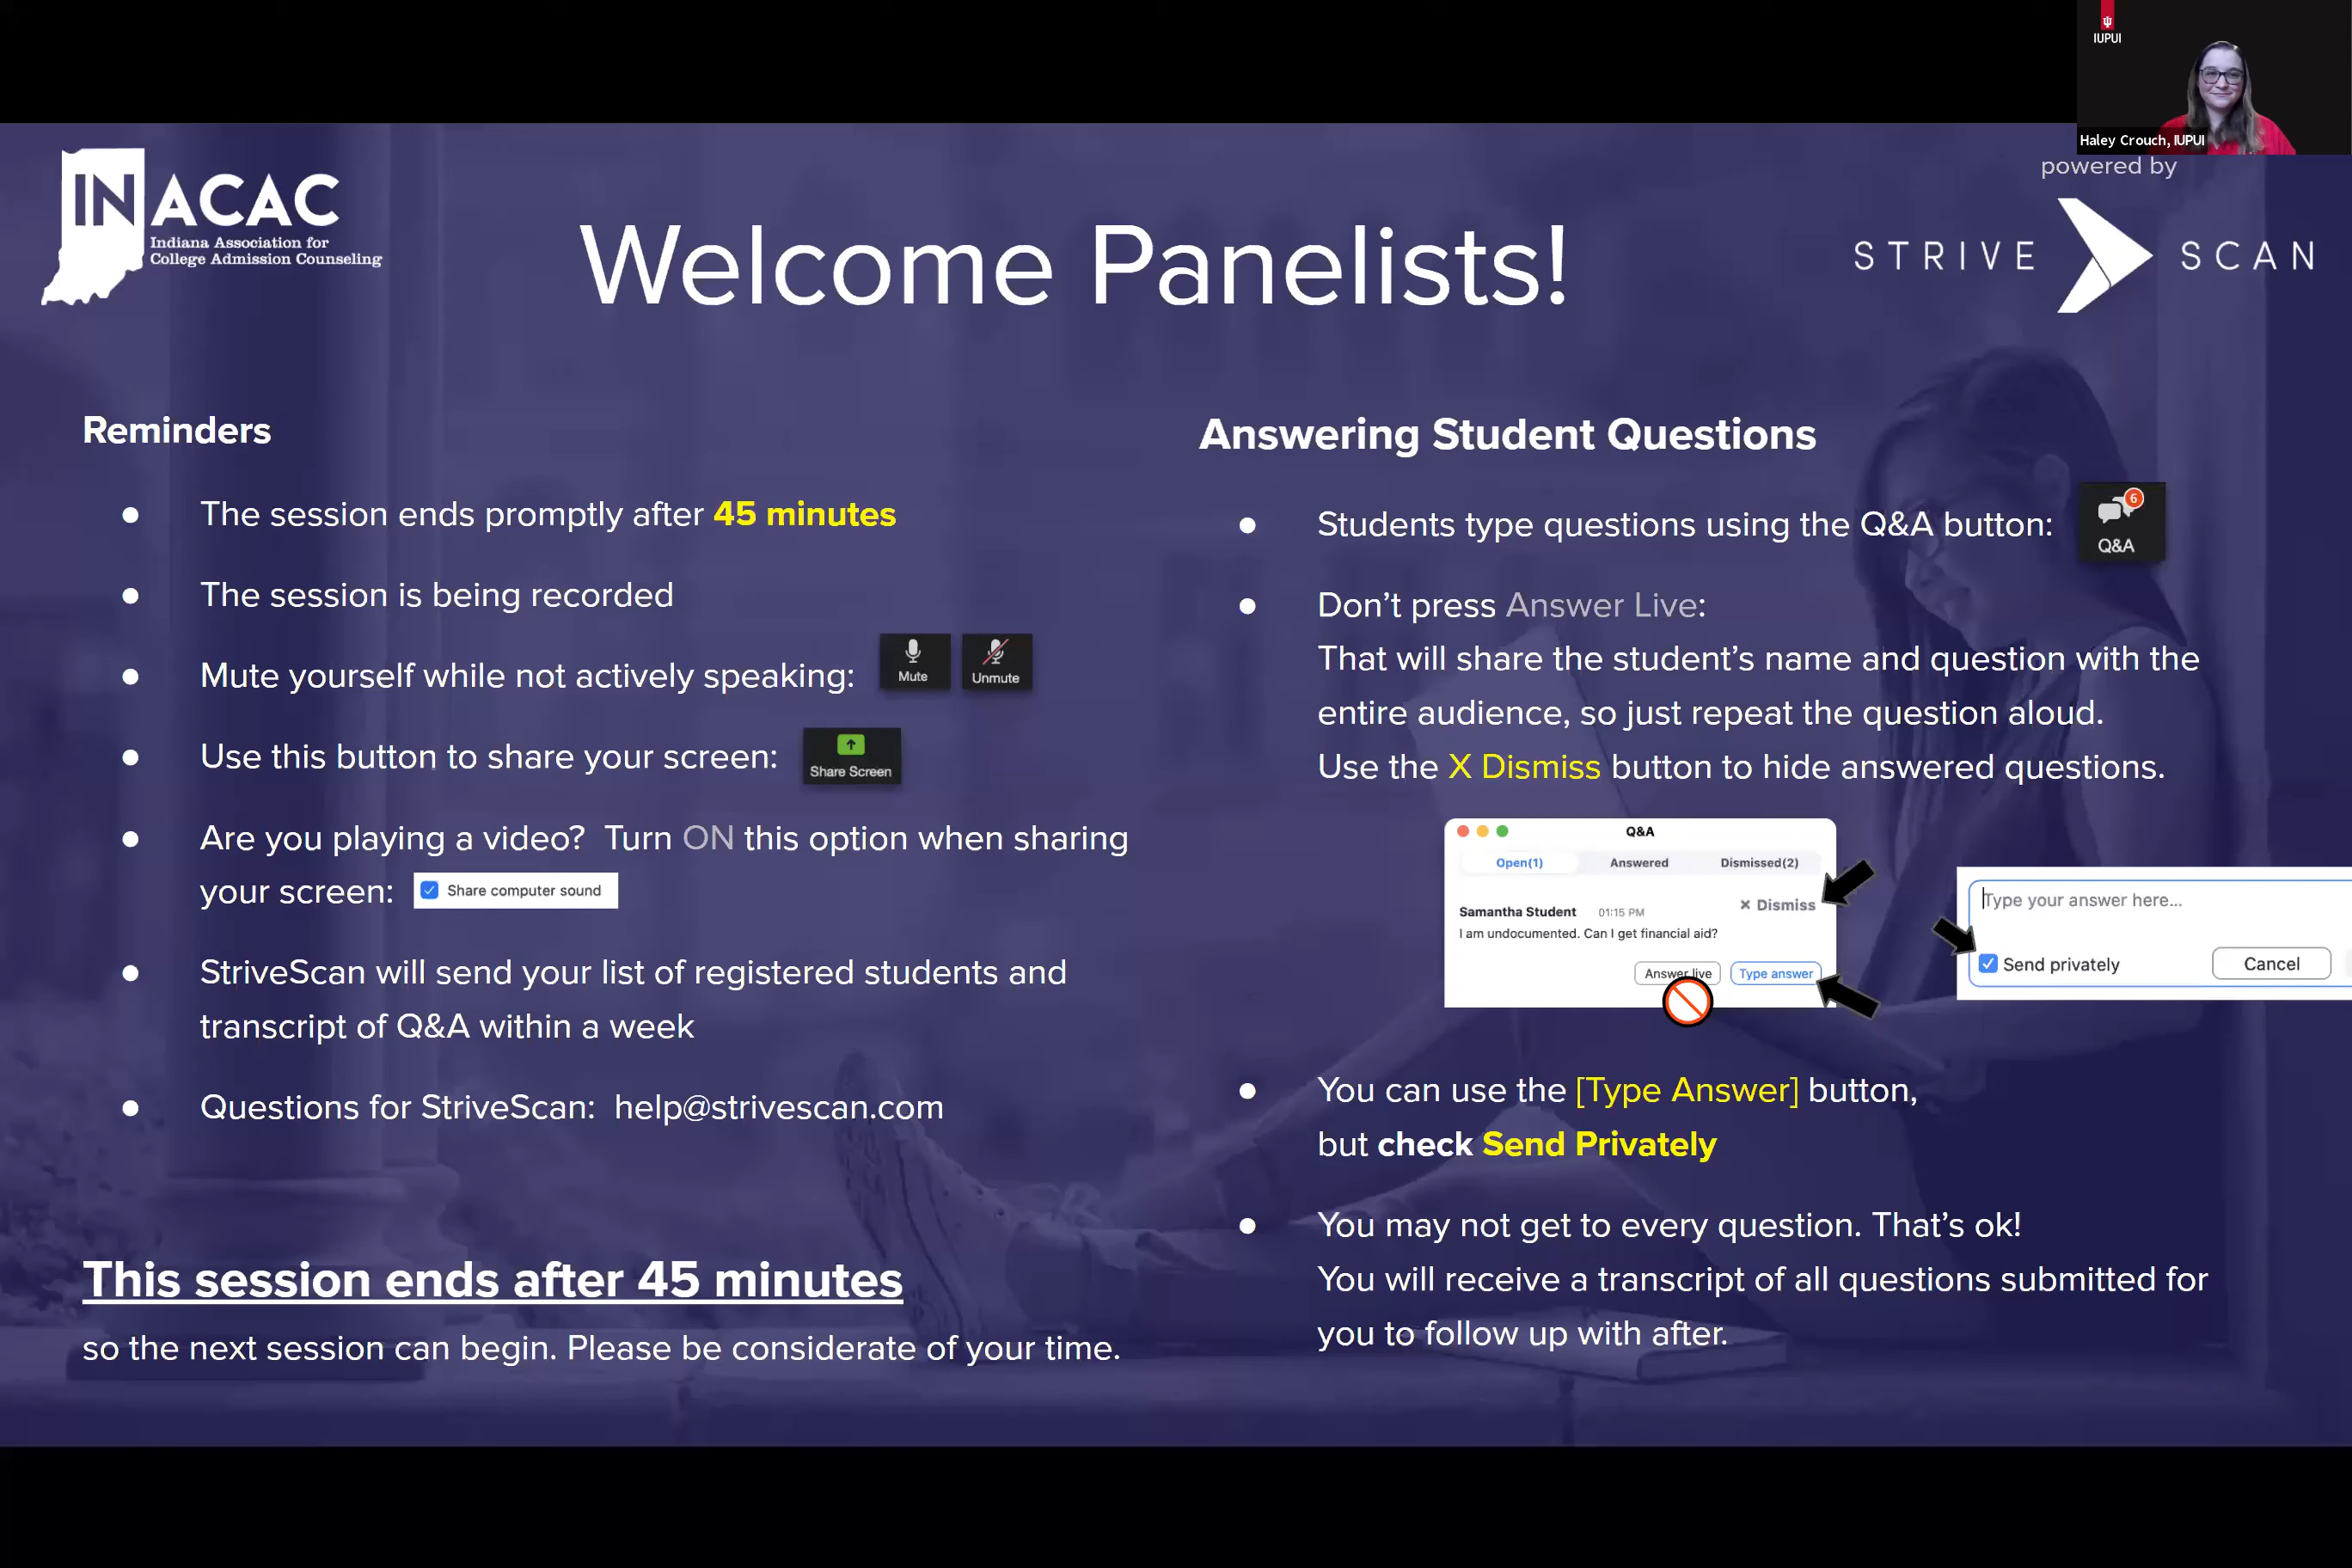 IUPUI
Haley Crouch, IUPUI
powered by
INACAC
Indiana Association for
College Admission Counseling
Welcome Panelists!
STRIVE SCAN
Reminders
● The session ends promptly after 45 minutes
● The session is being recorded
● Mute yourself while not actively speaking:
Mute
Unmute
● Use this button to share your screen:
Share Screen
● Are you playing a video? Turn ON this option when sharing
your screen:
Share computer sound
● StriveScan will send your list of registered students and
transcript of Q&A within a week
● Questions for StriveScan: help@strivescan.com
This session ends after 45 minutes
so the next session can begin. Please be considerate of your time.
Answering Student Questions
● Students type questions using the Q&A button:
6
Q&A
● Don’t press Answer Live:
That will share the student’s name and question with the
entire audience, so just repeat the question aloud.
Use the X Dismiss button to hide answered questions.
Q&A
Open(1) Answered Dismissed(2)
× Dismiss
Samantha Student 01:15 PM
I am undocumented. Can I get financial aid?
Answer live Type answer
Type your answer here...
Send privately Cancel
● You can use the [Type Answer] button,
but check Send Privately
● You may not get to every question. That’s ok!
You will receive a transcript of all questions submitted for
you to follow up with after.